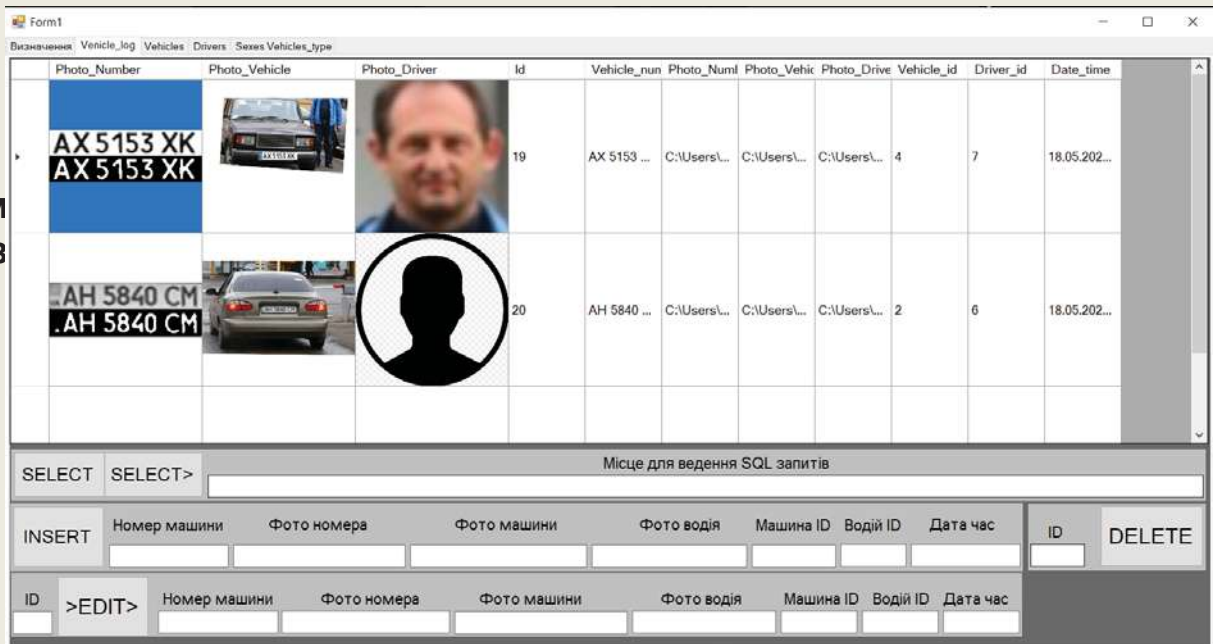 Form1
Визначення Venicle_log Vehicles Drivers Sexes Vehicles_type
Photo_Number Photo_Vehicle Photo_Driver Id Vehicle_nun Photo_Numl Photo_Vehic Photo_Drive Vehicle_id Driver_id Date_time
AX 5153 XK
AX 5153 XK
AX5153XK
19 AX 5153 ... C:\Users\... C:\Users\... C:\Users\... 4 7 18.05.202...
.AH 5840 CM
.AH 5840 CM
20 AH 5840 ... C:\Users\... C:\Users\... C:\Users\... 2 6 18.05.202...
SELECT SELECT> Місце для ведення SQL запитів
INSERT Номер машини Фото номера Фото машини Фото водія Машина ID Водій ID Дата час ID DELETE
ID >EDIT> Номер машини Фото номера Фото машини Фото водія Машина ID Водій ID Дата час